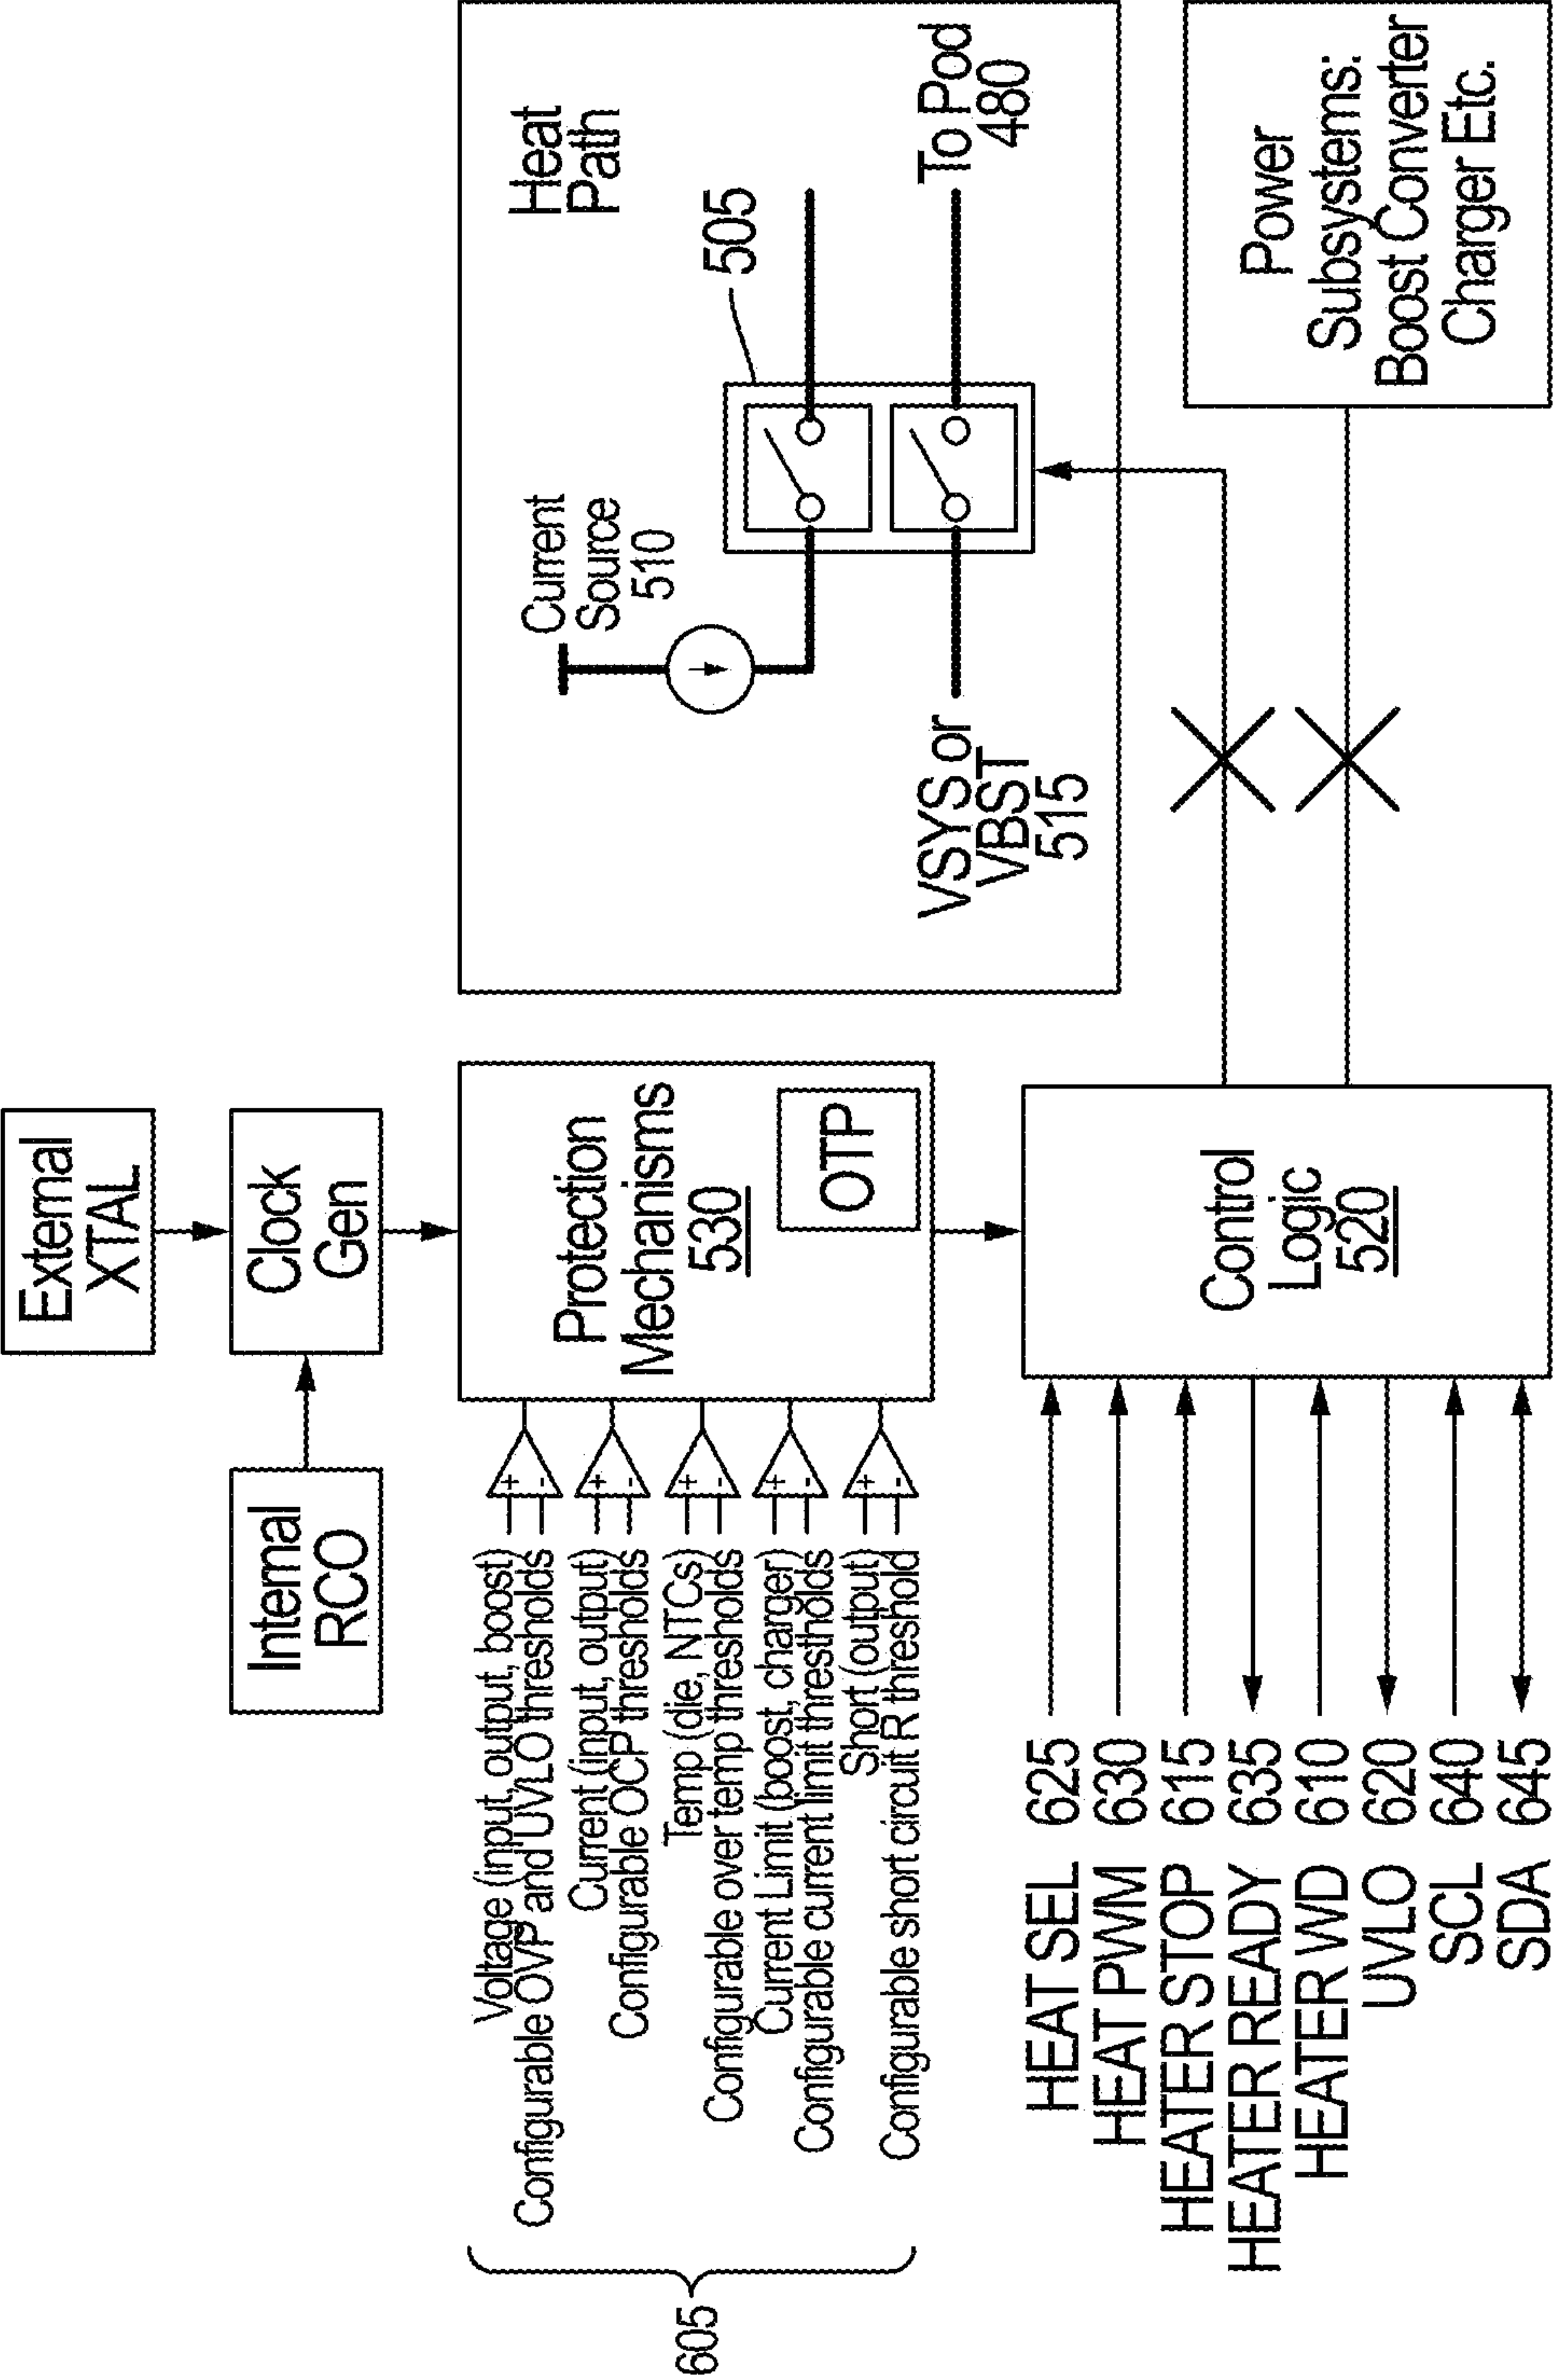 External
XTAL
Internal
RCO
Clock
Gen
605
Voltage (input, output, boost)
Configurable OVP and UVLO thresholds
Current (input, output)
Configurable OCP thresholds
Temp (die, NTCs)
Configurable over temp thresholds
Current Limit (boost, charger)
Configurable current limit threstholds
Short (output)
Configurable short circuit R threshold
+
-
+
-
+
-
+
-
+
-
Protection
Mechanisms
530
OTP
Heat
Path
Current
Source
510
505
VSYS or
VBST
515
To Pod
480
HEAT SEL 625
HEAT PWM 630
HEATER STOP 615
HEATER READY 635
HEATER WD 610
UVLO 620
SCL 640
SDA 645
Control
Logic
520
Power
Subsystems:
Boost Converter
Charger Etc.